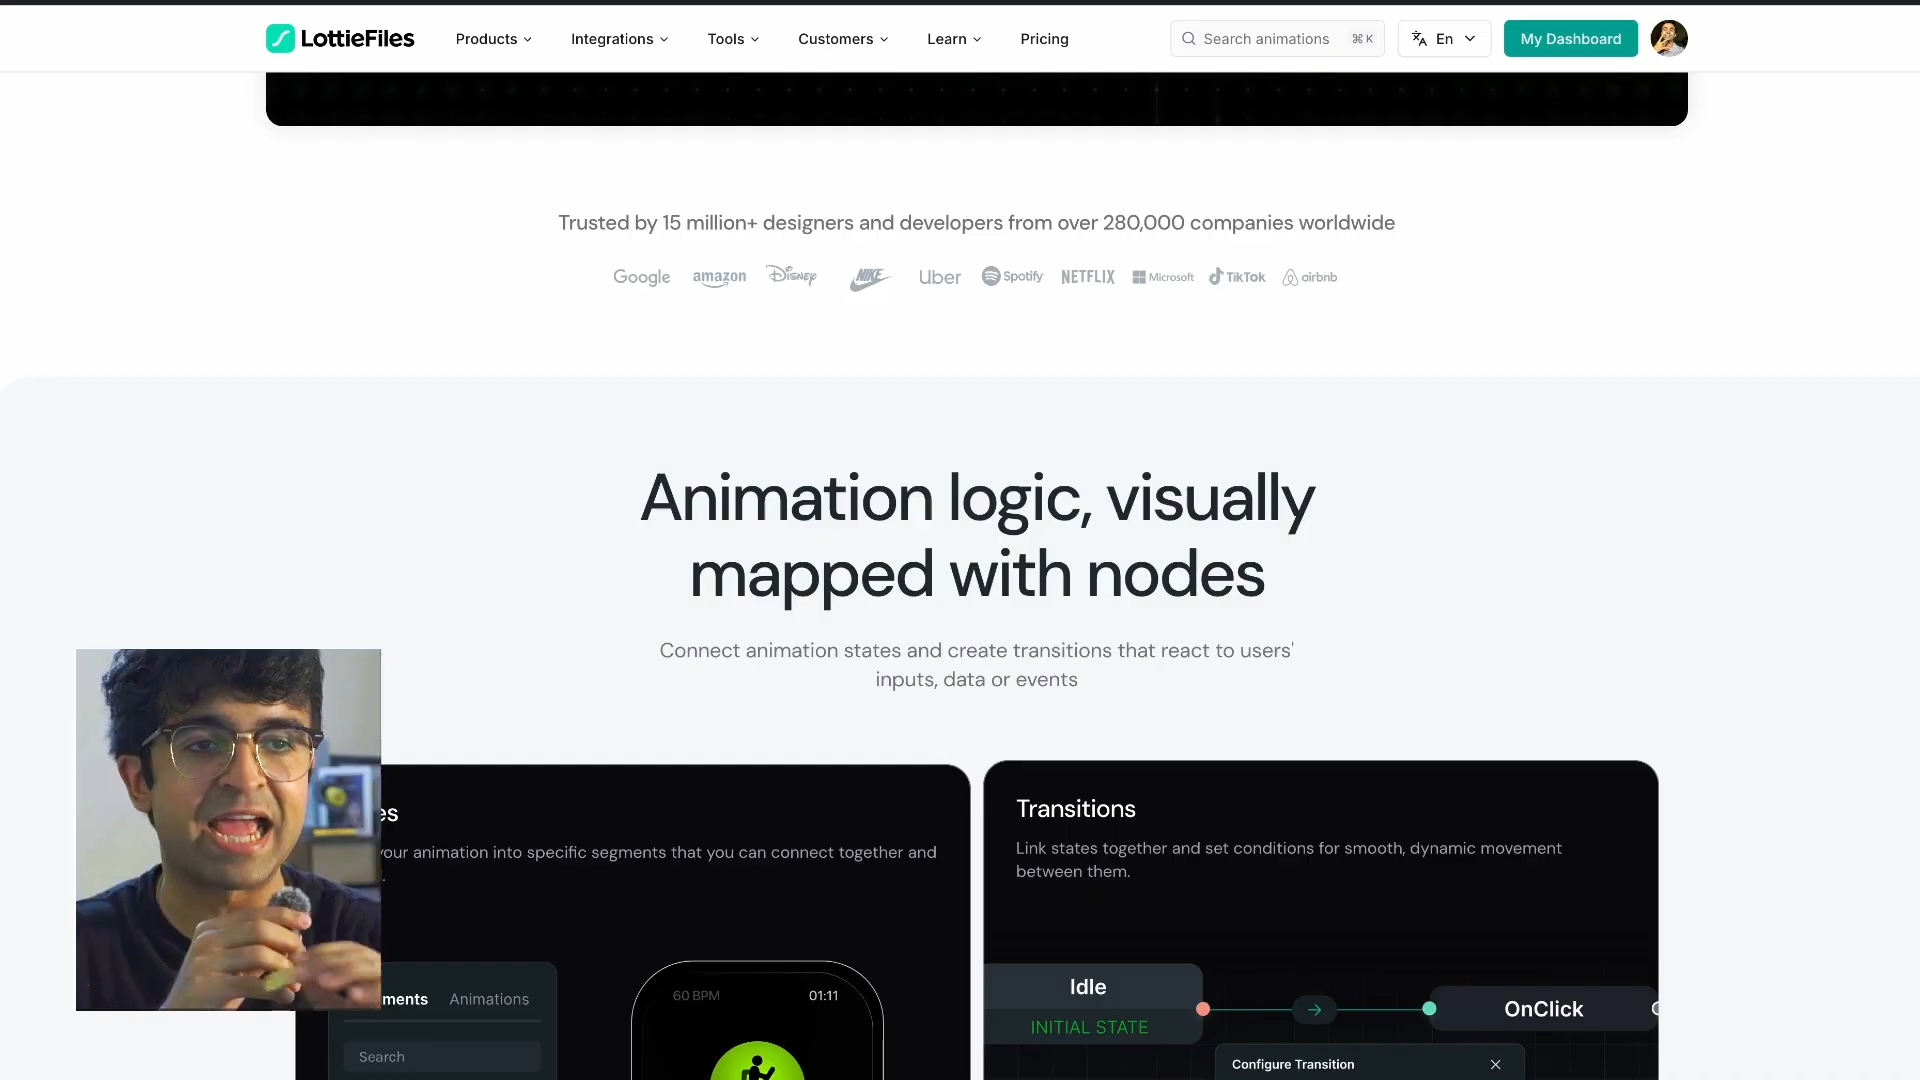 LottieFiles Products Integrations Tools Customers Learn Pricing Search animations ⌘ K En My Dashboard
Trusted by 15 million+ designers and developers from over 280,000 companies worldwide
Google amazon Disney NIKE Uber Spotify NETFLIX Microsoft TikTok airbnb
Animation logic, visually
mapped with nodes
Connect animation states and create transitions that react to users'
inputs, data or events
es
your animation into specific segments that you can connect together and
.
ments Animations
Search
60 BPM 01:11
Transitions
Link states together and set conditions for smooth, dynamic movement
between them.
Idle
INITIAL STATE
OnClick
Configure Transition